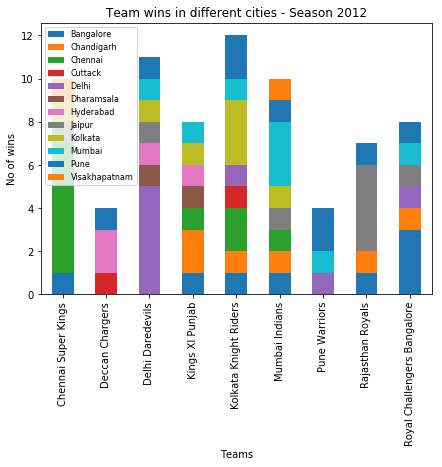 Team wins in different cities - Season 2012
No of wins
12
10
8
6
4
2
0
Bangalore
Chandigarh
Chennai
Cuttack
Delhi
Dharamsala
Hyderabad
Jaipur
Kolkata
Mumbai
Pune
Visakhapatnam
Chennai Super Kings
Deccan Chargers
Delhi Daredevils
Kings XI Punjab
Kolkata Knight Riders
Mumbai Indians
Pune Warriors
Rajasthan Royals
Royal Challengers Bangalore
Teams